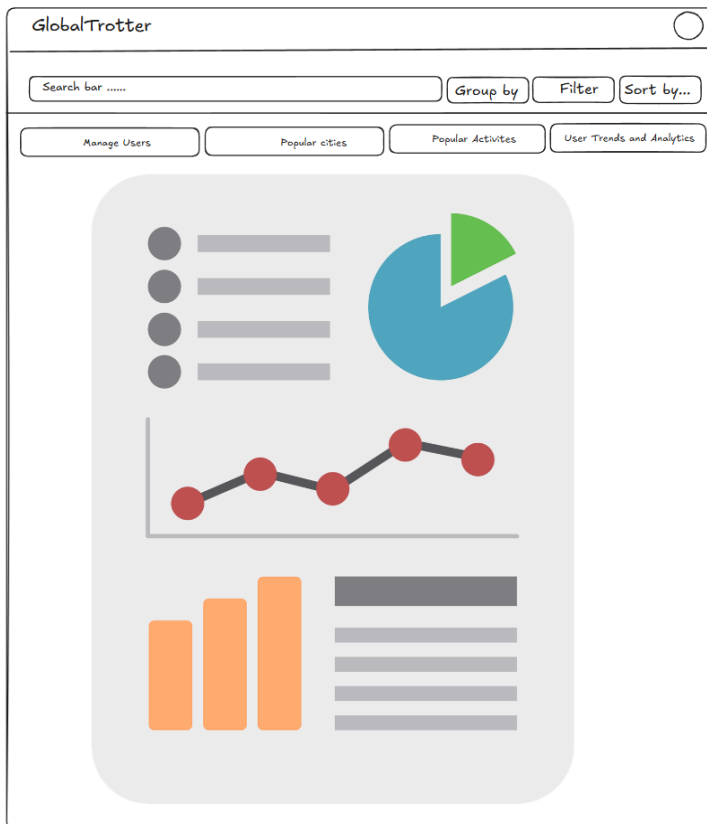 GlobalTrotter
Search bar ......
Group by
Filter
Sort by...
Manage Users
Popular cities
Popular Activites
User Trends and Analytics